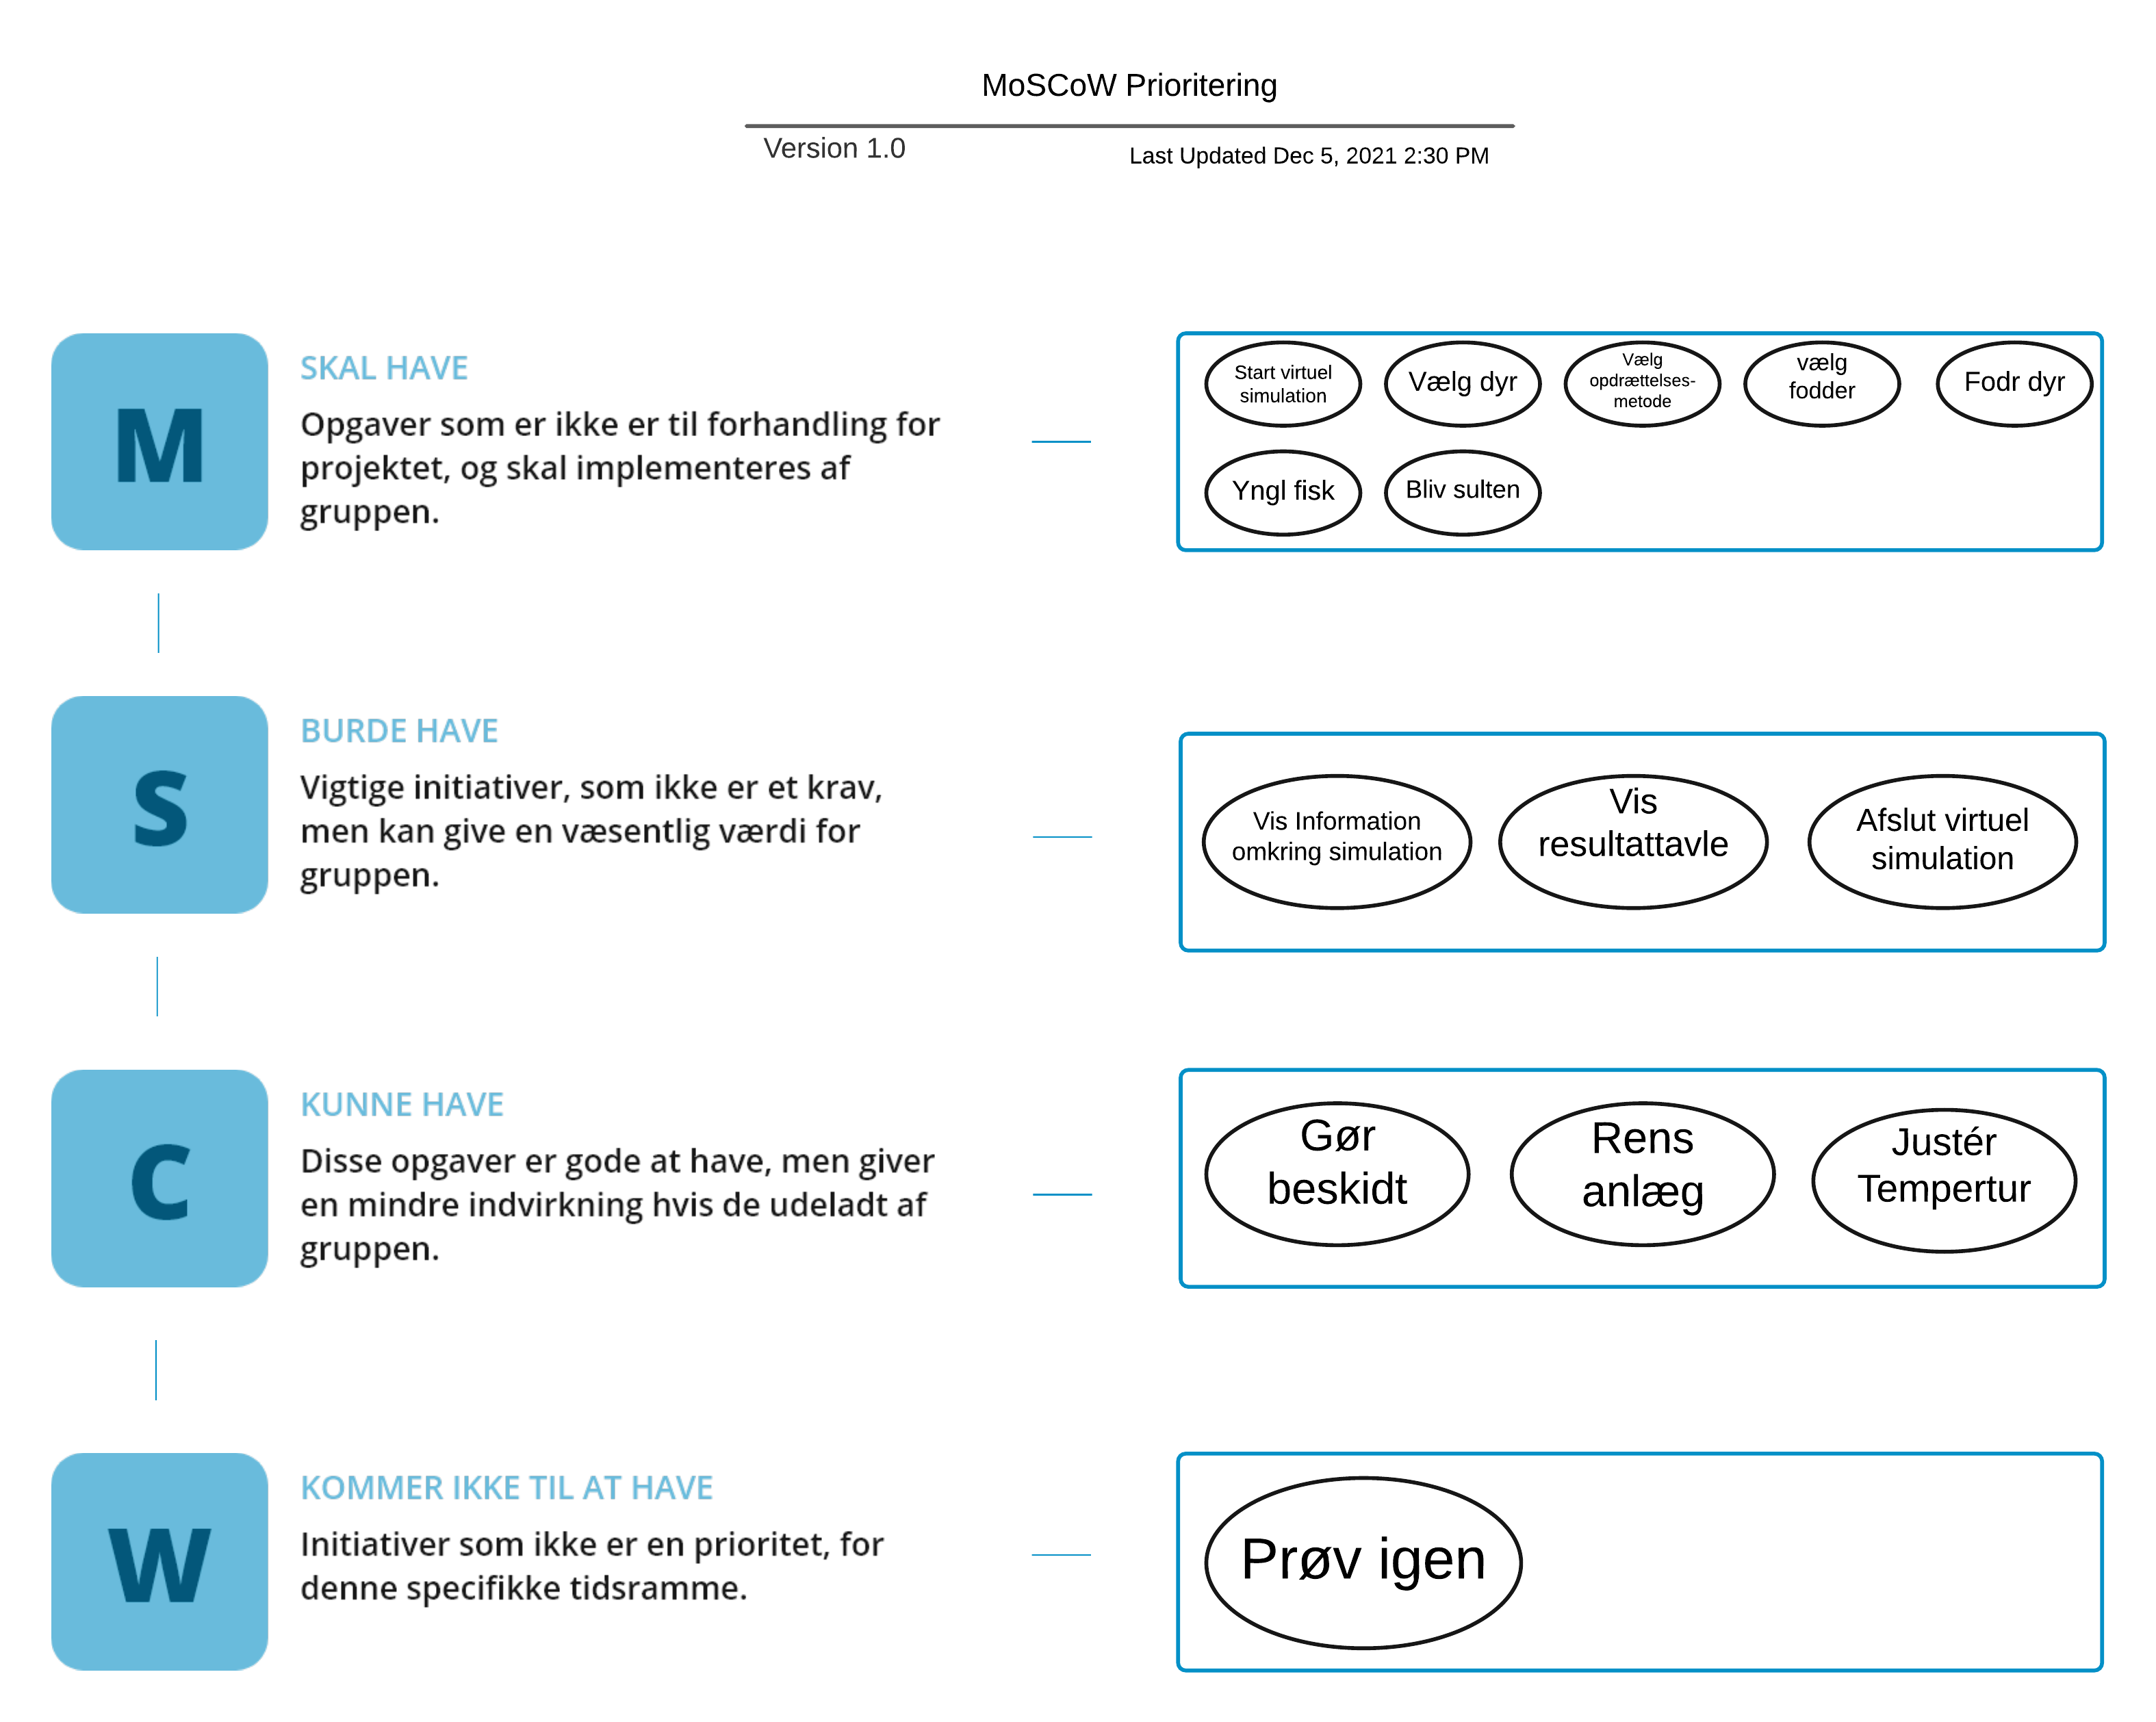 MoSCoW Prioritering
Version 1.0
Last Updated Dec 5, 2021 2:30 PM
M
SKAL HAVE
Opgaver som er ikke er til forhandling for
projektet, og skal implementeres af
gruppen.
Start virtuel
simulation
Vælg dyr
Vælg
opdrættelses-
metode
vælg
fodder
Fodr dyr
Yngl fisk
Bliv sulten
S
BURDE HAVE
Vigtige initiativer, som ikke er et krav,
men kan give en væsentlig værdi for
gruppen.
Vis Information
omkring simulation
Vis
resultattavle
Afslut virtuel
simulation
C
KUNNE HAVE
Disse opgaver er gode at have, men giver
en mindre indvirkning hvis de udeladt af
gruppen.
Gør
beskidt
Rens
anlæg
Justér
Tempertur
W
KOMMER IKKE TIL AT HAVE
Initiativer som ikke er en prioritet, for
denne specifikke tidsramme.
Prøv igen